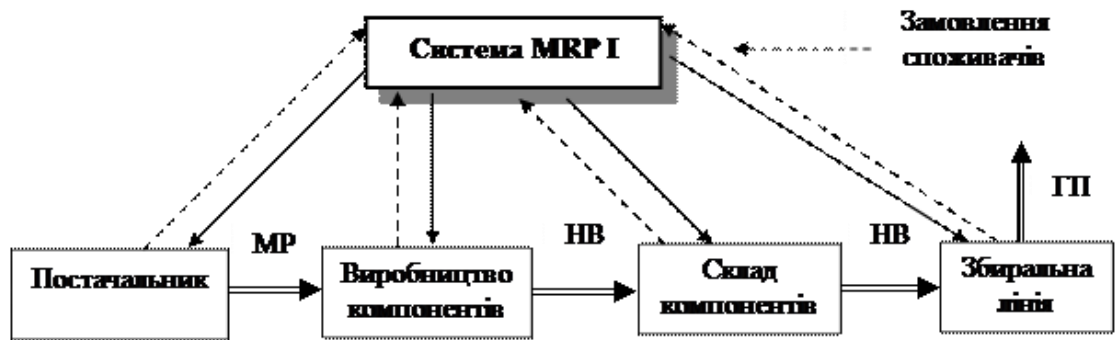 Система MRP I
Замовлення
споживачів
ГП
МР
НВ
НВ
Постачальник
Виробництво
компонентів
Склад
компонентів
Збиральна
лінія